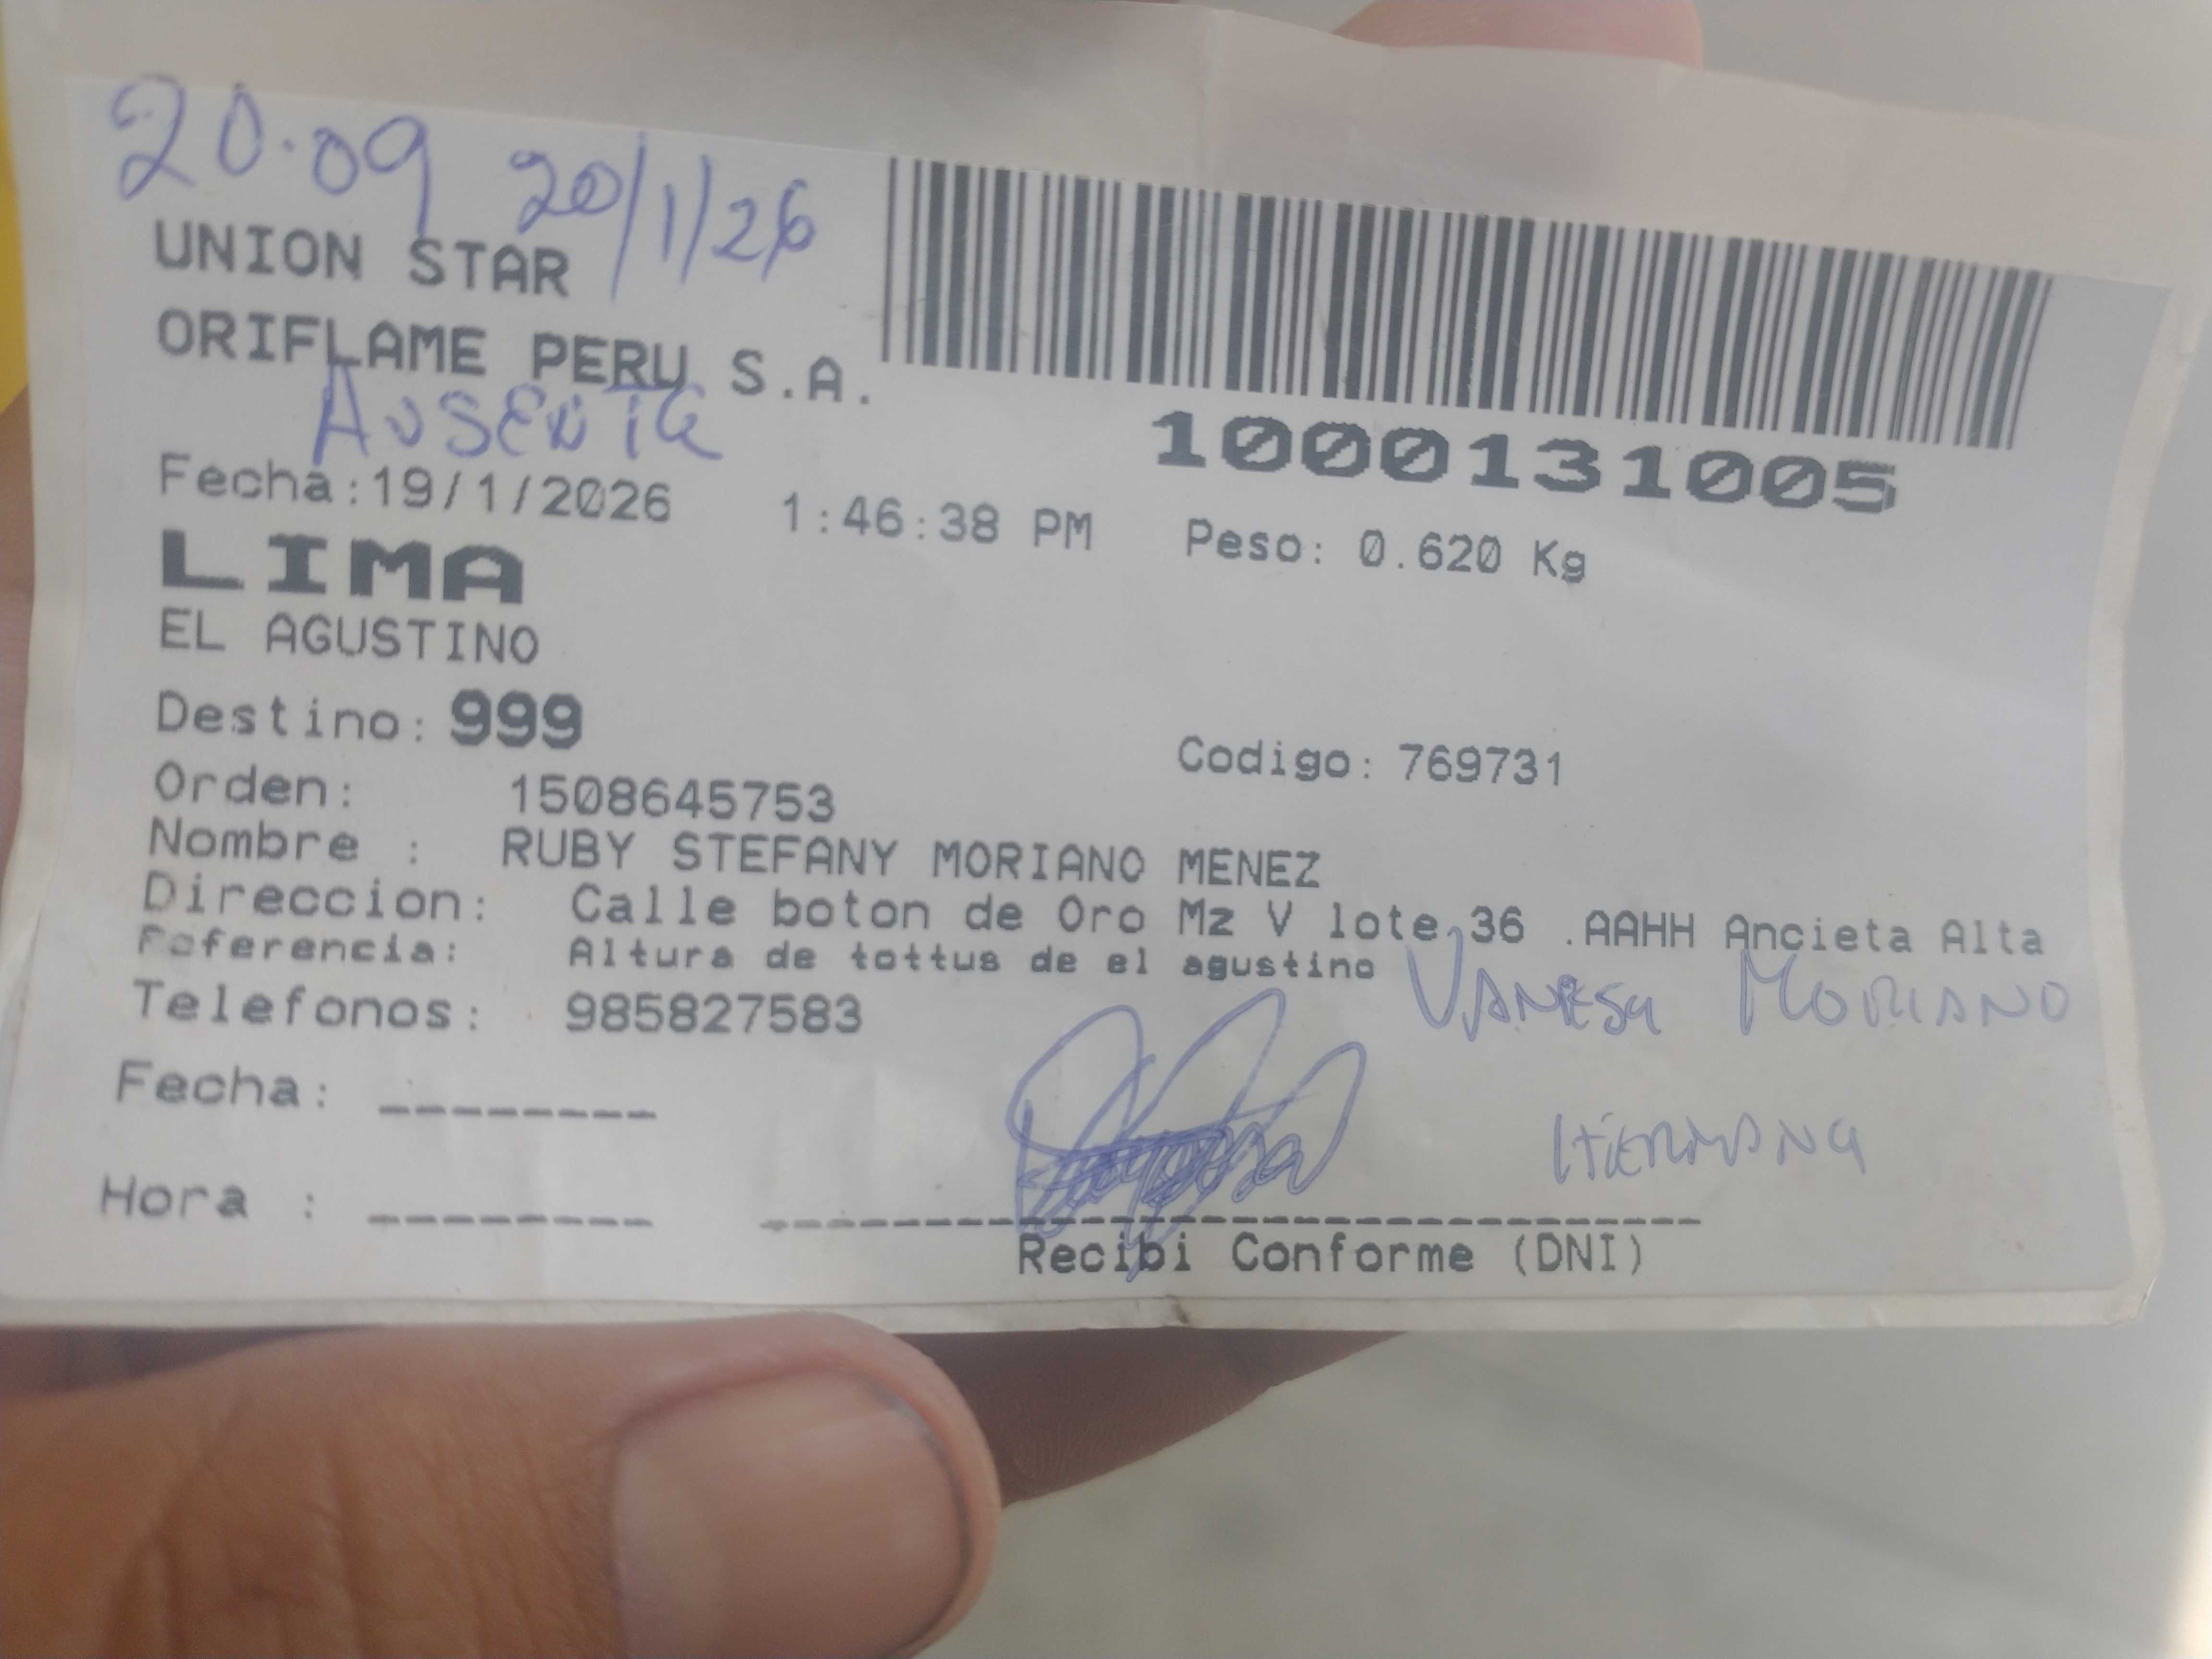 20:09 20/1/26
UNION STAR
ORIFLAME PERU S.A.
AUSENTE
1000131005
Fecha:19/1/2026 1:46:38 PM Peso: 0.620 Kg
LIMA
EL AGUSTINO
Destino: 999
Codigo: 769731
Orden: 1508645753
Nombre : RUBY STEFANY MORIANO MENEZ
Direccion: Calle boton de Oro Mz V lote 36 .AAHH Ancieta Alta
Referencia: Altura de tottus de el agustino
VANESA MORIANO
Telefonos: 985827583
Fecha: ________
HERMANA
Hora : ________
Recibi Conforme (DNI)